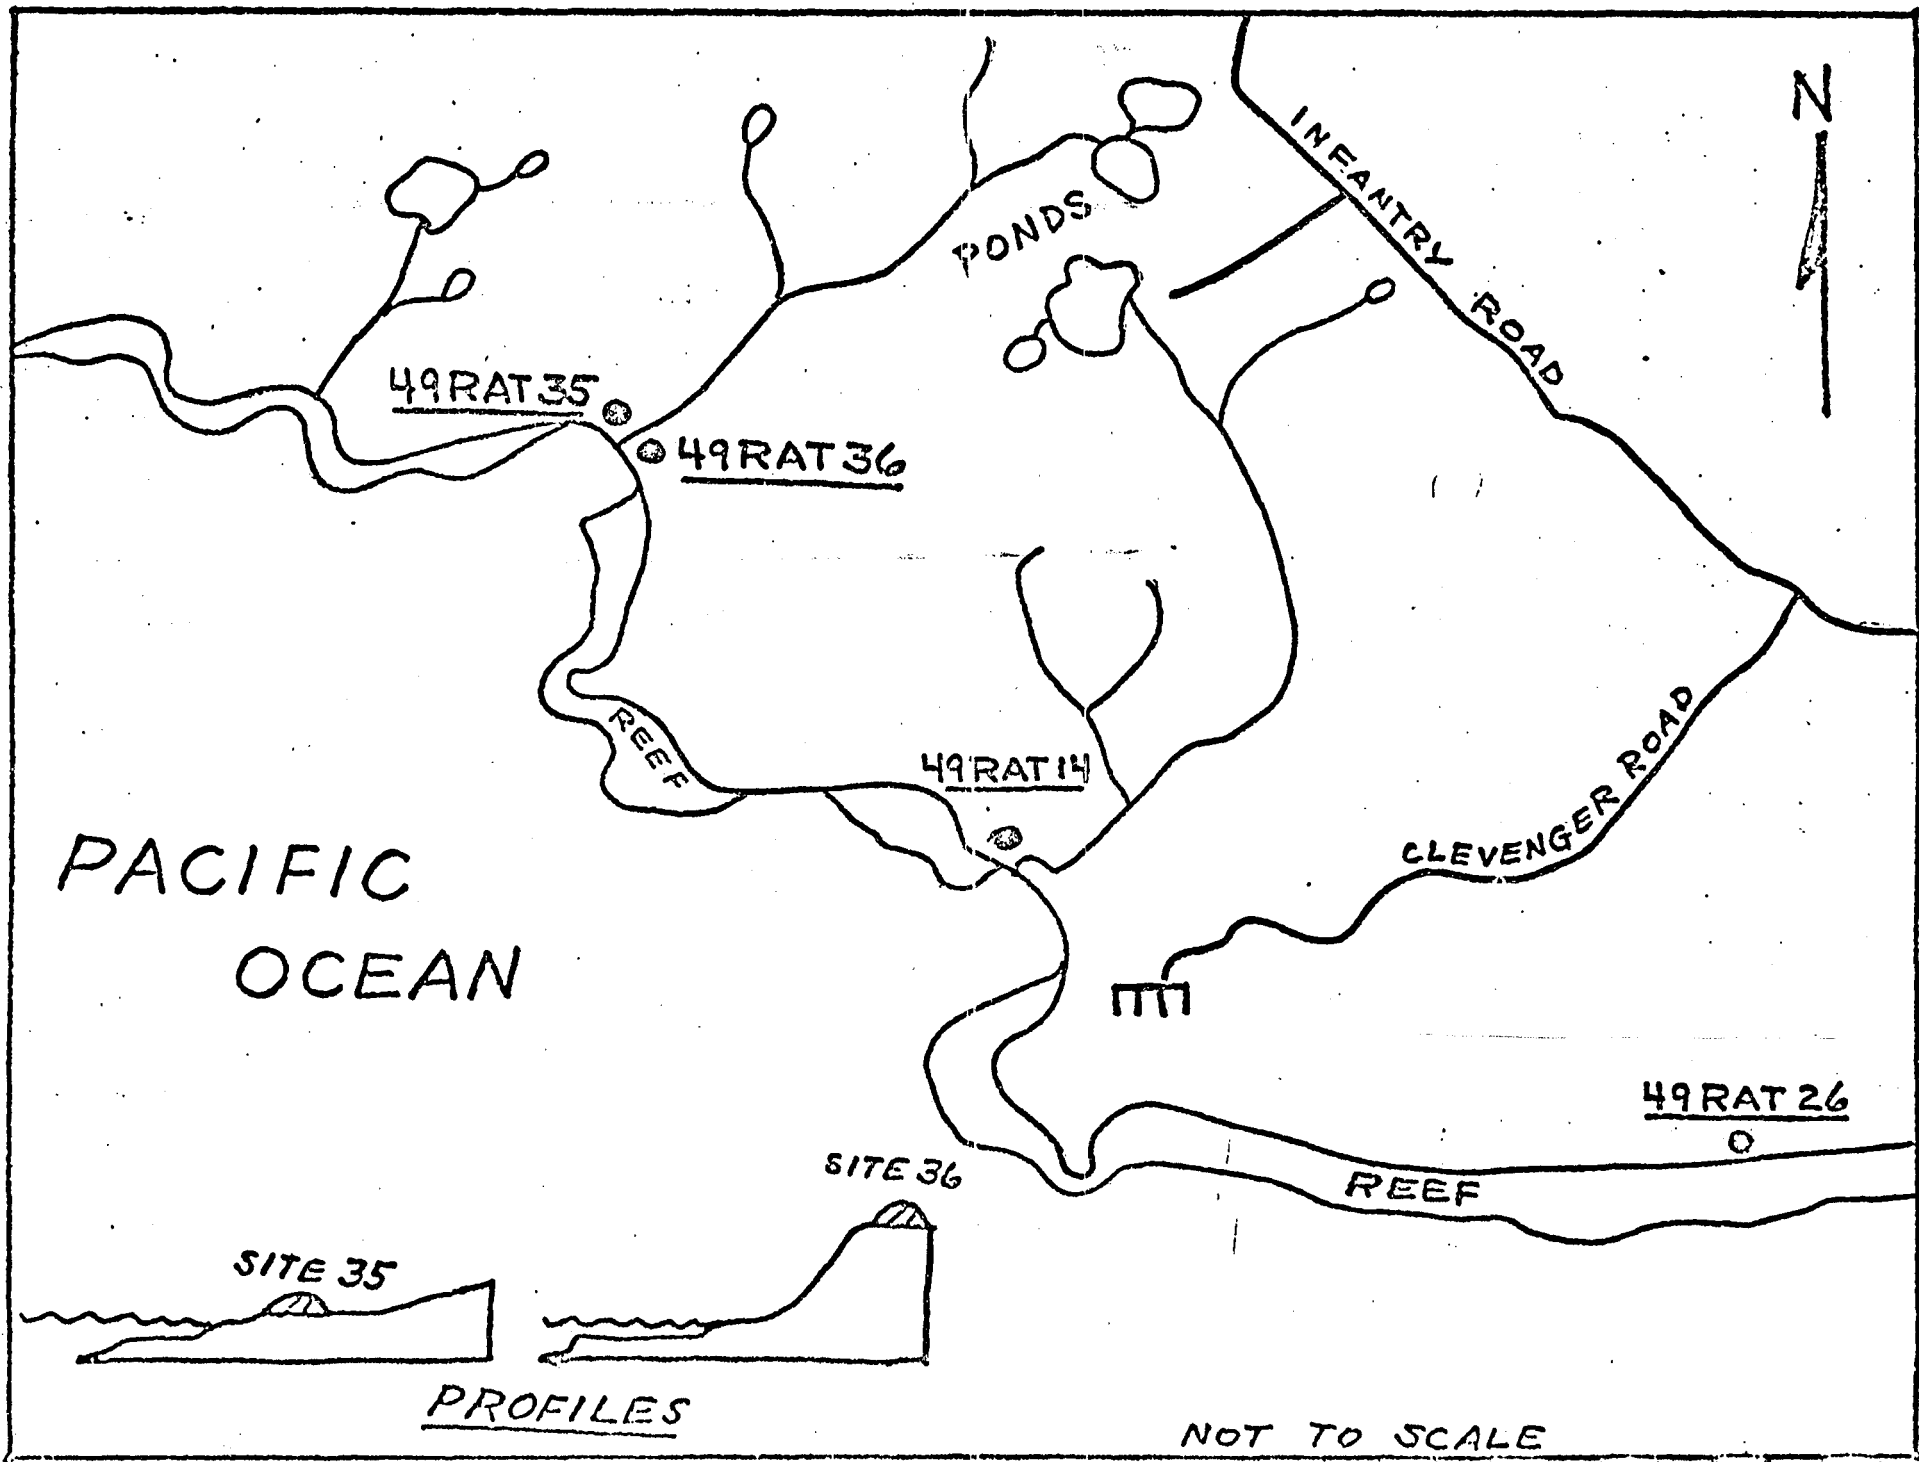 N
INFANTRY ROAD
PONDS
49RAT35
49RAT36
REEF
49RAT14
CLEVENGER ROAD
PACIFIC
OCEAN
49RAT26
REEF
SITE 36
SITE 35
PROFILES
NOT TO SCALE